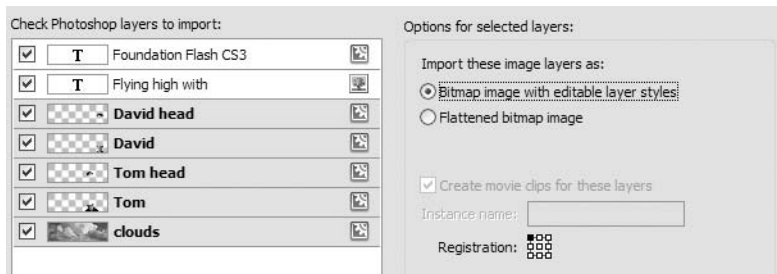 Check Photoshop layers to import:
T Foundation Flash CS3
T Flying high with
David head
David
Tom head
Tom
clouds
Options for selected layers:
Import these image layers as:
Bitmap image with editable layer styles
Flattened bitmap image
Create movie clips for these layers
Instance name:
Registration: